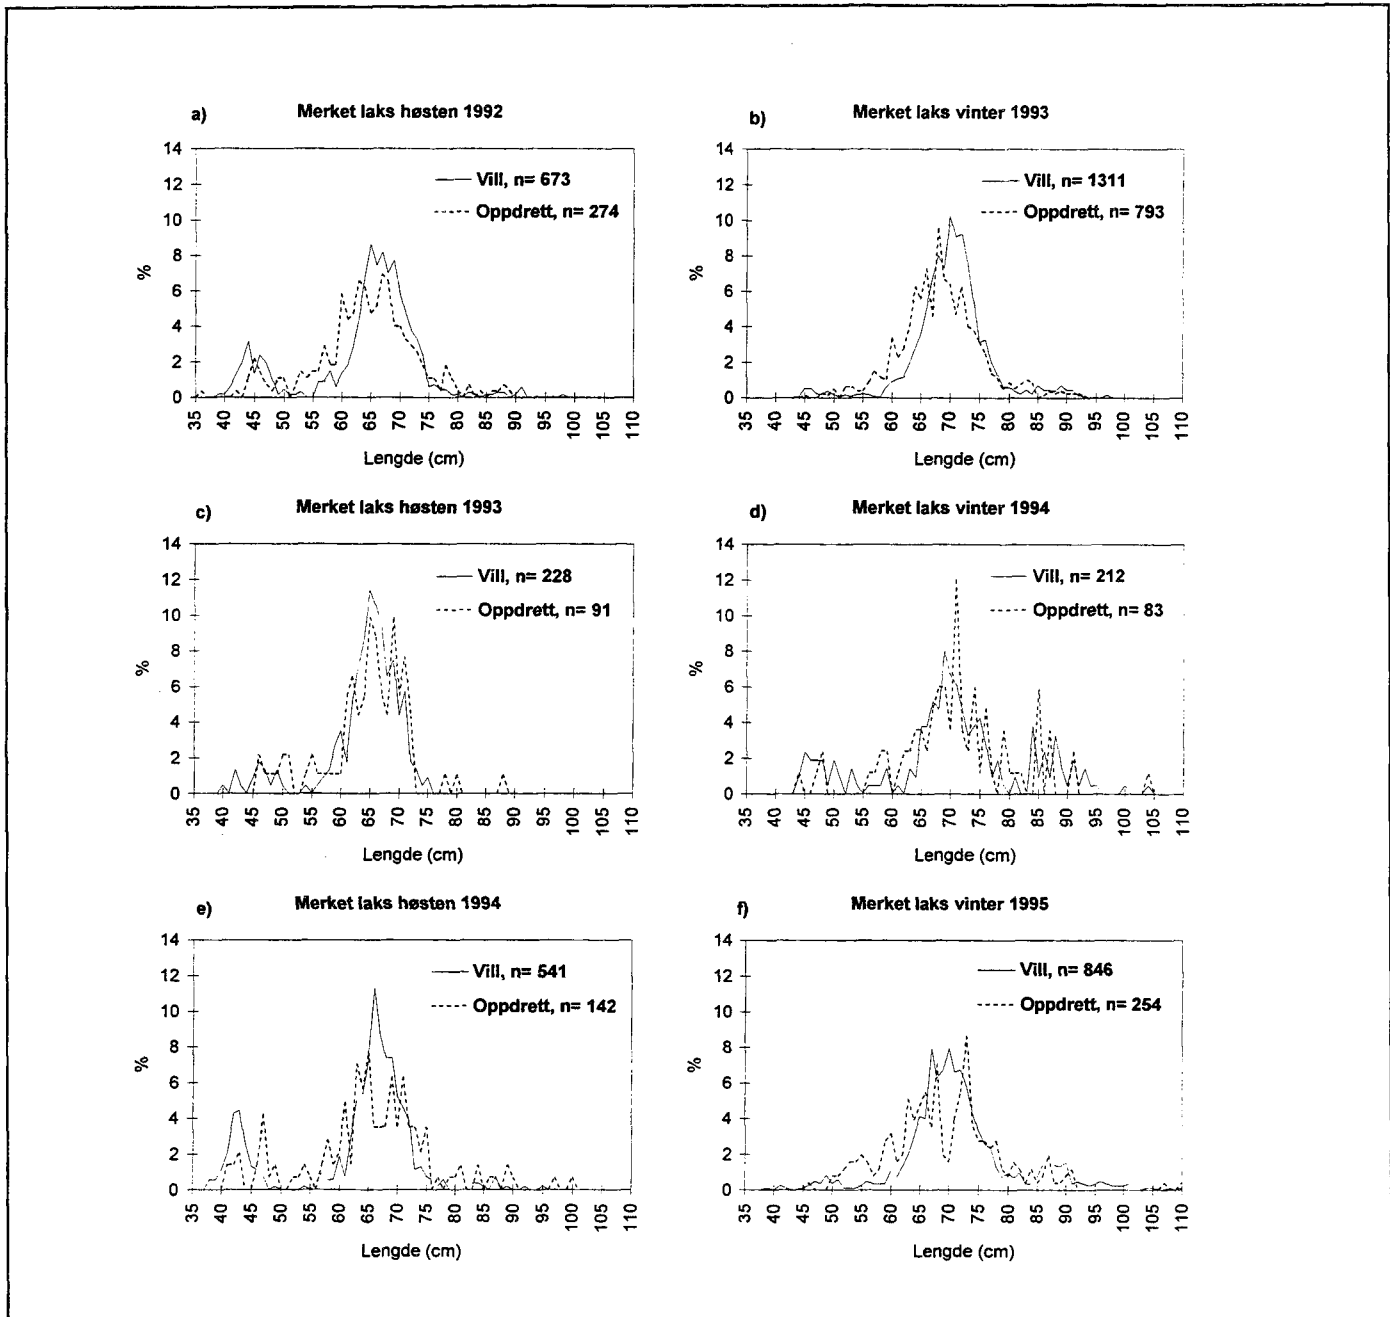 a) Merket laks høsten 1992
14
12
10
8
6
4
2
0
%
Vill, n= 673
Oppdrett, n= 274
35 40 45 50 55 60 65 70 75 80 85 90 95 100 105 110
Lengde (cm)
b) Merket laks vinter 1993
14
12
10
8
6
4
2
0
%
Vill, n= 1311
Oppdrett, n= 793
35 40 45 50 55 60 65 70 75 80 85 90 95 100 105 110
Lengde (cm)
c) Merket laks høsten 1993
14
12
10
8
6
4
2
0
%
Vill, n= 228
Oppdrett, n= 91
35 40 45 50 55 60 65 70 75 80 85 90 95 100 105 110
Lengde (cm)
d) Merket laks vinter 1994
14
12
10
8
6
4
2
0
%
Vill, n= 212
Oppdrett, n= 83
35 40 45 50 55 60 65 70 75 80 85 90 95 100 105 110
Lengde (cm)
e) Merket laks høsten 1994
14
12
10
8
6
4
2
0
%
Vill, n= 541
Oppdrett, n= 142
35 40 45 50 55 60 65 70 75 80 85 90 95 100 105 110
Lengde (cm)
f) Merket laks vinter 1995
14
12
10
8
6
4
2
0
%
Vill, n= 846
Oppdrett, n= 254
35 40 45 50 55 60 65 70 75 80 85 90 95 100 105 110
Lengde (cm)